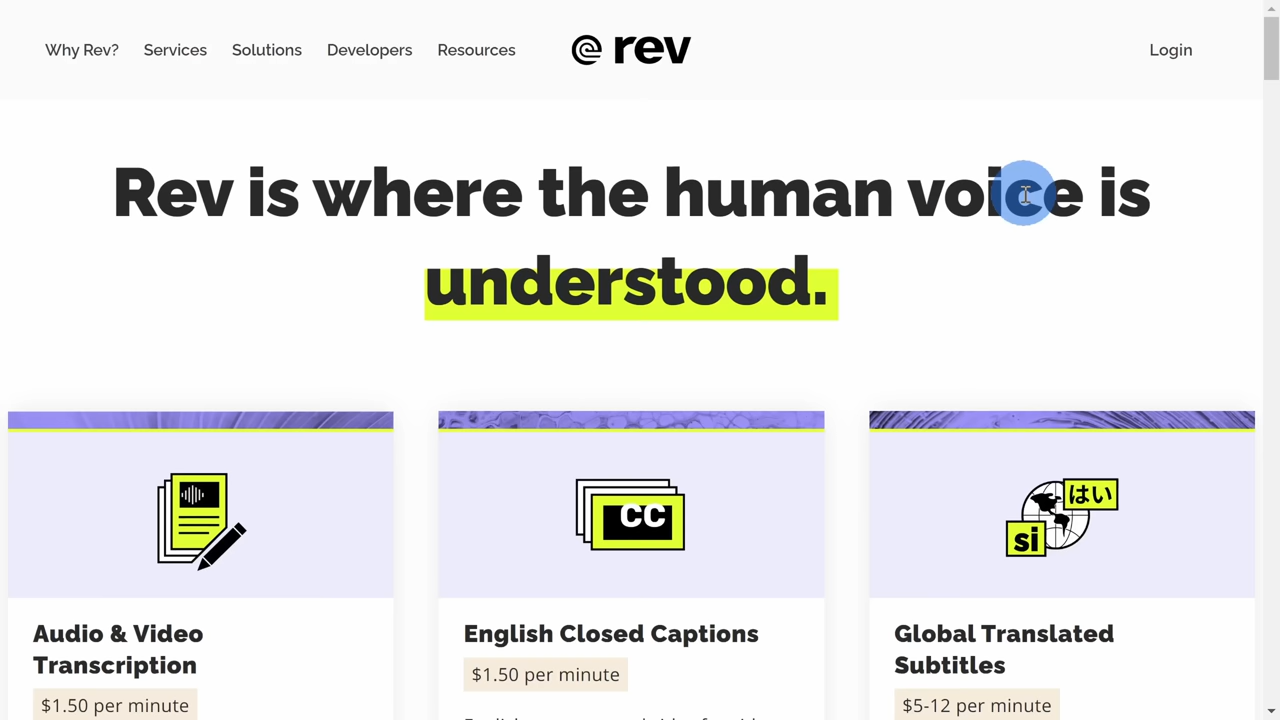 Why Rev?
Services
Solutions
Developers
Resources
rev
Login
Rev is where the human voice is
understood.
CC
はい
si
Audio & Video
Transcription
$1.50 per minute
English Closed Captions
$1.50 per minute
Global Translated
Subtitles
$5-12 per minute